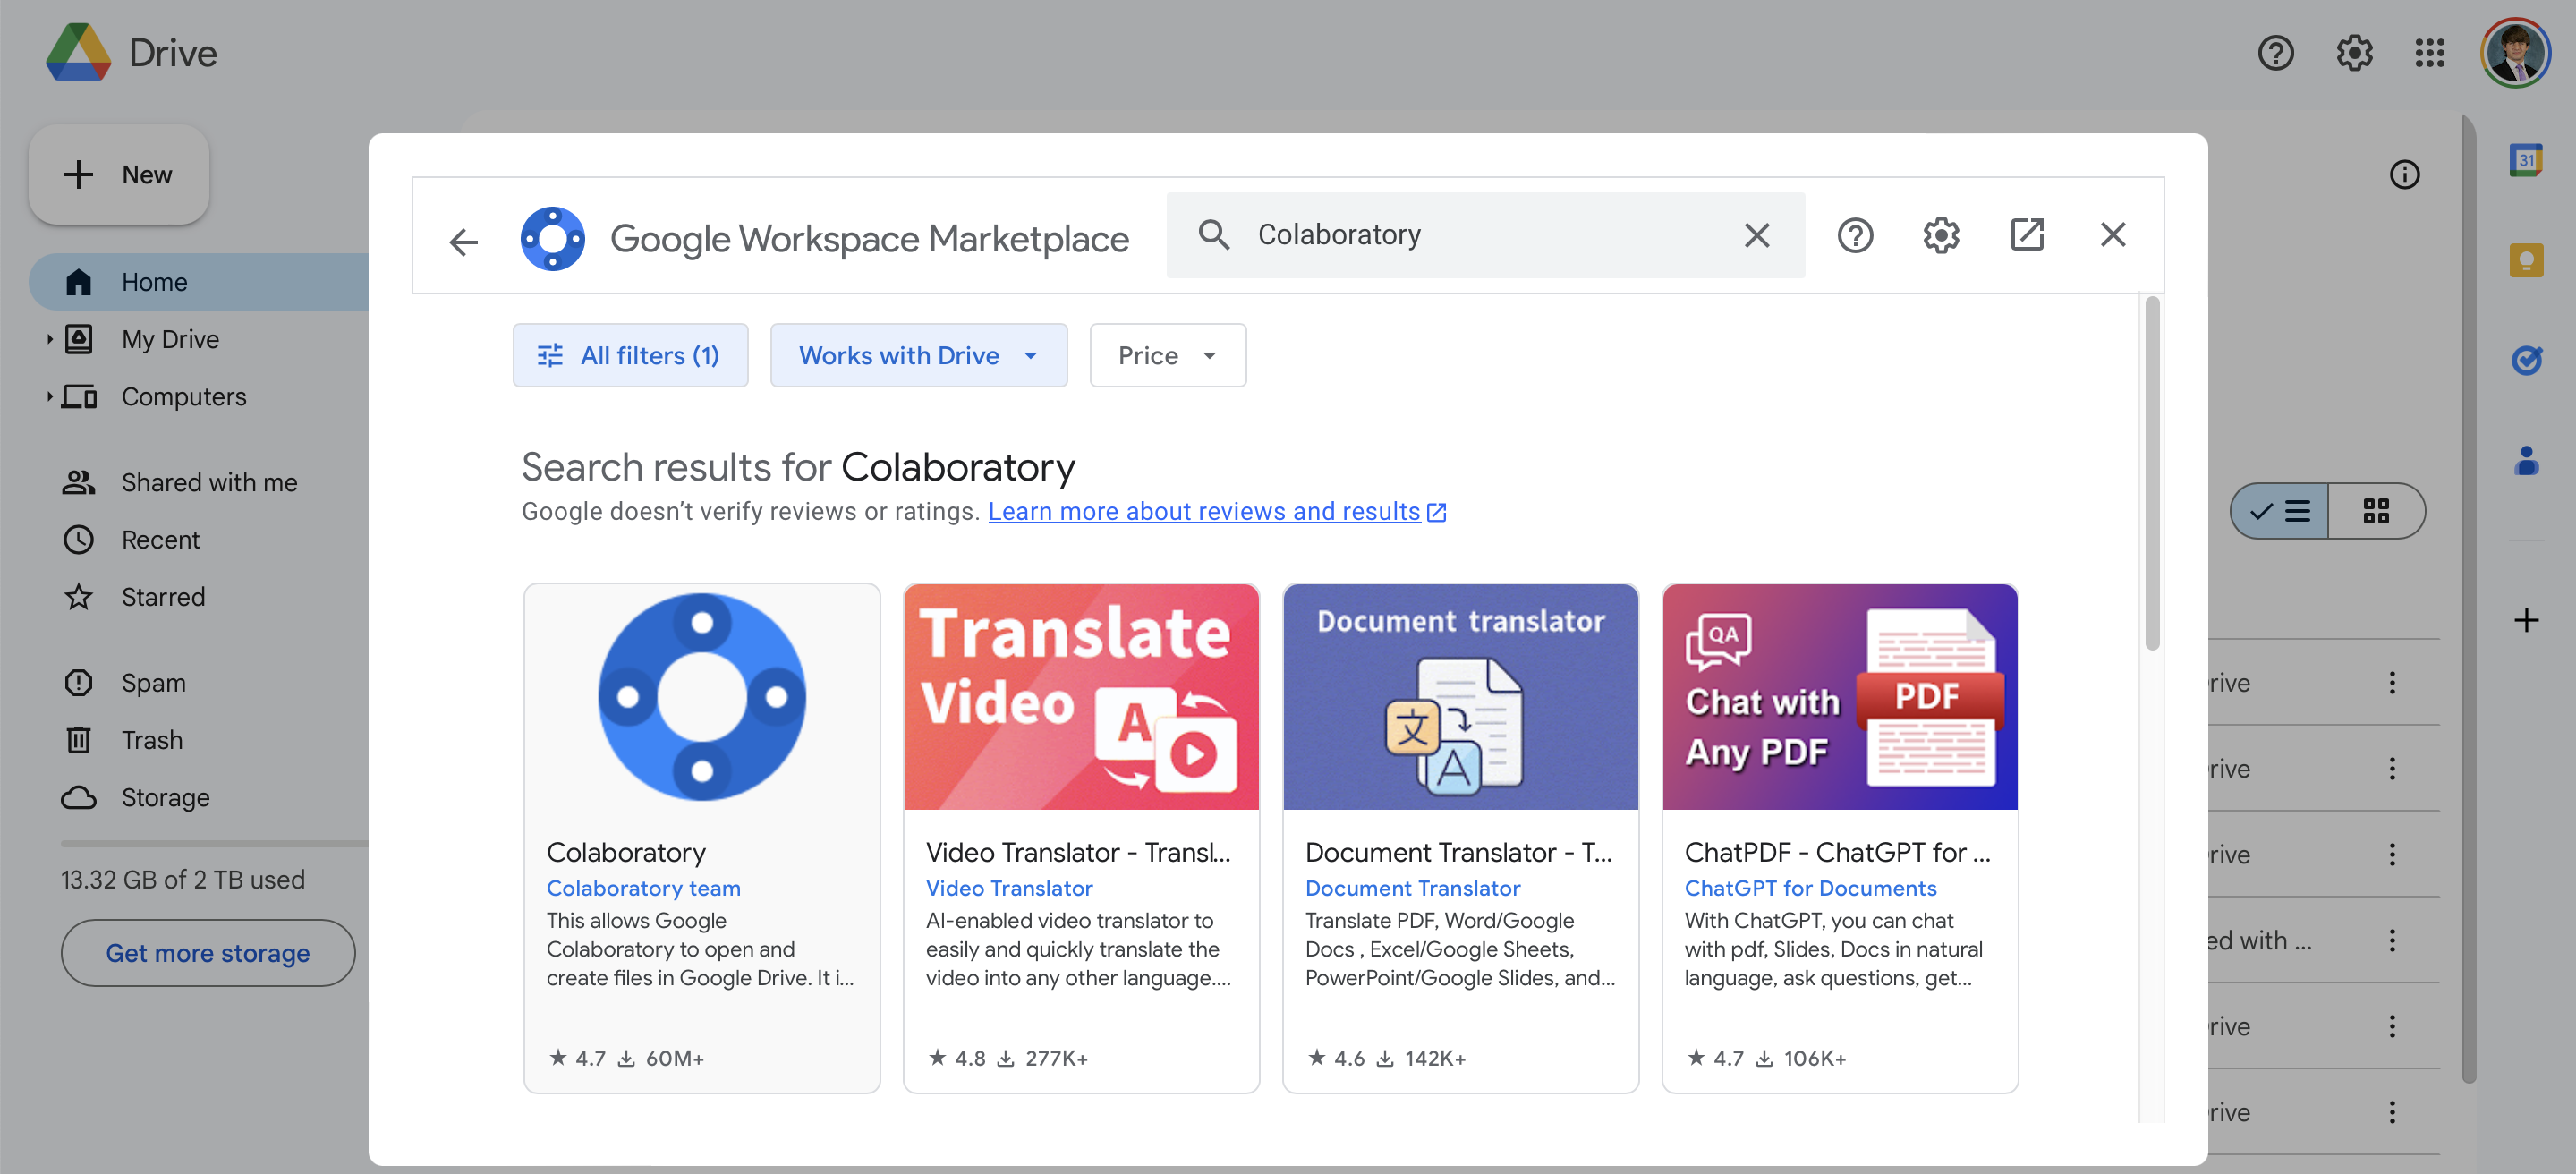 Drive
New
Home
My Drive
Computers
Shared with me
Recent
Starred
Spam
Trash
Storage
13.32 GB of 2 TB used
Get more storage
Google Workspace Marketplace
Colaboratory
All filters (1)
Works with Drive
Price
Search results for Colaboratory
Google doesn’t verify reviews or ratings. Learn more about reviews and results
Colaboratory
Colaboratory team
This allows Google
Colaboratory to open and
create files in Google Drive. It i...
4.7 60M+
Translate
Video
A
Video Translator - Transl...
Video Translator
AI-enabled video translator to
easily and quickly translate the
video into any other language....
4.8 277K+
Document translator
文
A
Document Translator - T...
Document Translator
Translate PDF, Word/Google
Docs , Excel/Google Sheets,
PowerPoint/Google Slides, and...
4.6 142K+
QA
Chat with
Any PDF
PDF
ChatPDF - ChatGPT for ...
ChatGPT for Documents
With ChatGPT, you can chat
with pdf, Slides, Docs in natural
language, ask questions, get...
4.7 106K+
31
rive
rive
rive
ed with ...
rive
rive